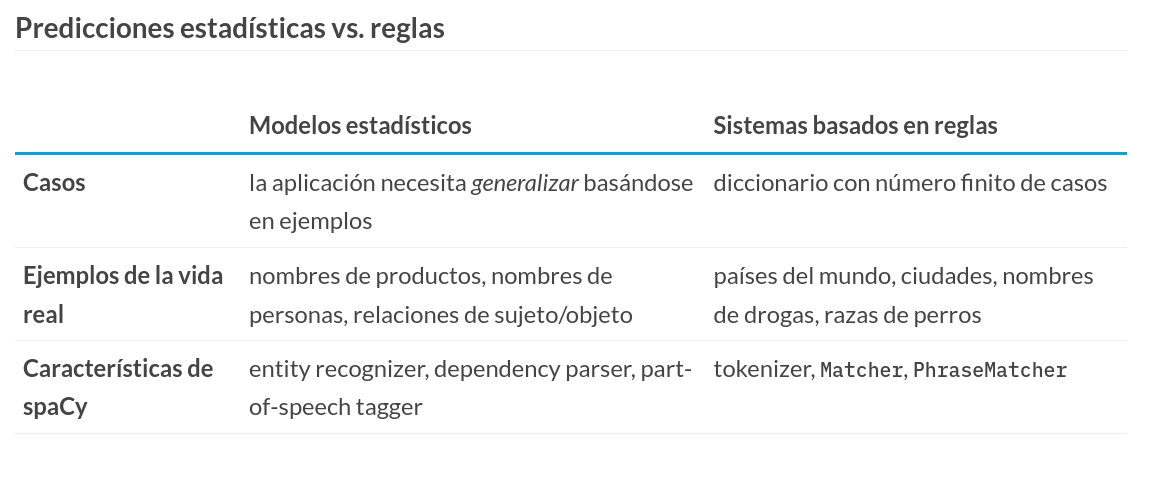 Predicciones estadísticas vs. reglas
Modelos estadísticos Sistemas basados en reglas
Casos la aplicación necesita generalizar basándose diccionario con número finito de casos
en ejemplos
Ejemplos de la vida nombres de productos, nombres de países del mundo, ciudades, nombres
real personas, relaciones de sujeto/objeto de drogas, razas de perros
Características de entity recognizer, dependency parser, part- tokenizer, Matcher, PhraseMatcher
spaCy of-speech tagger